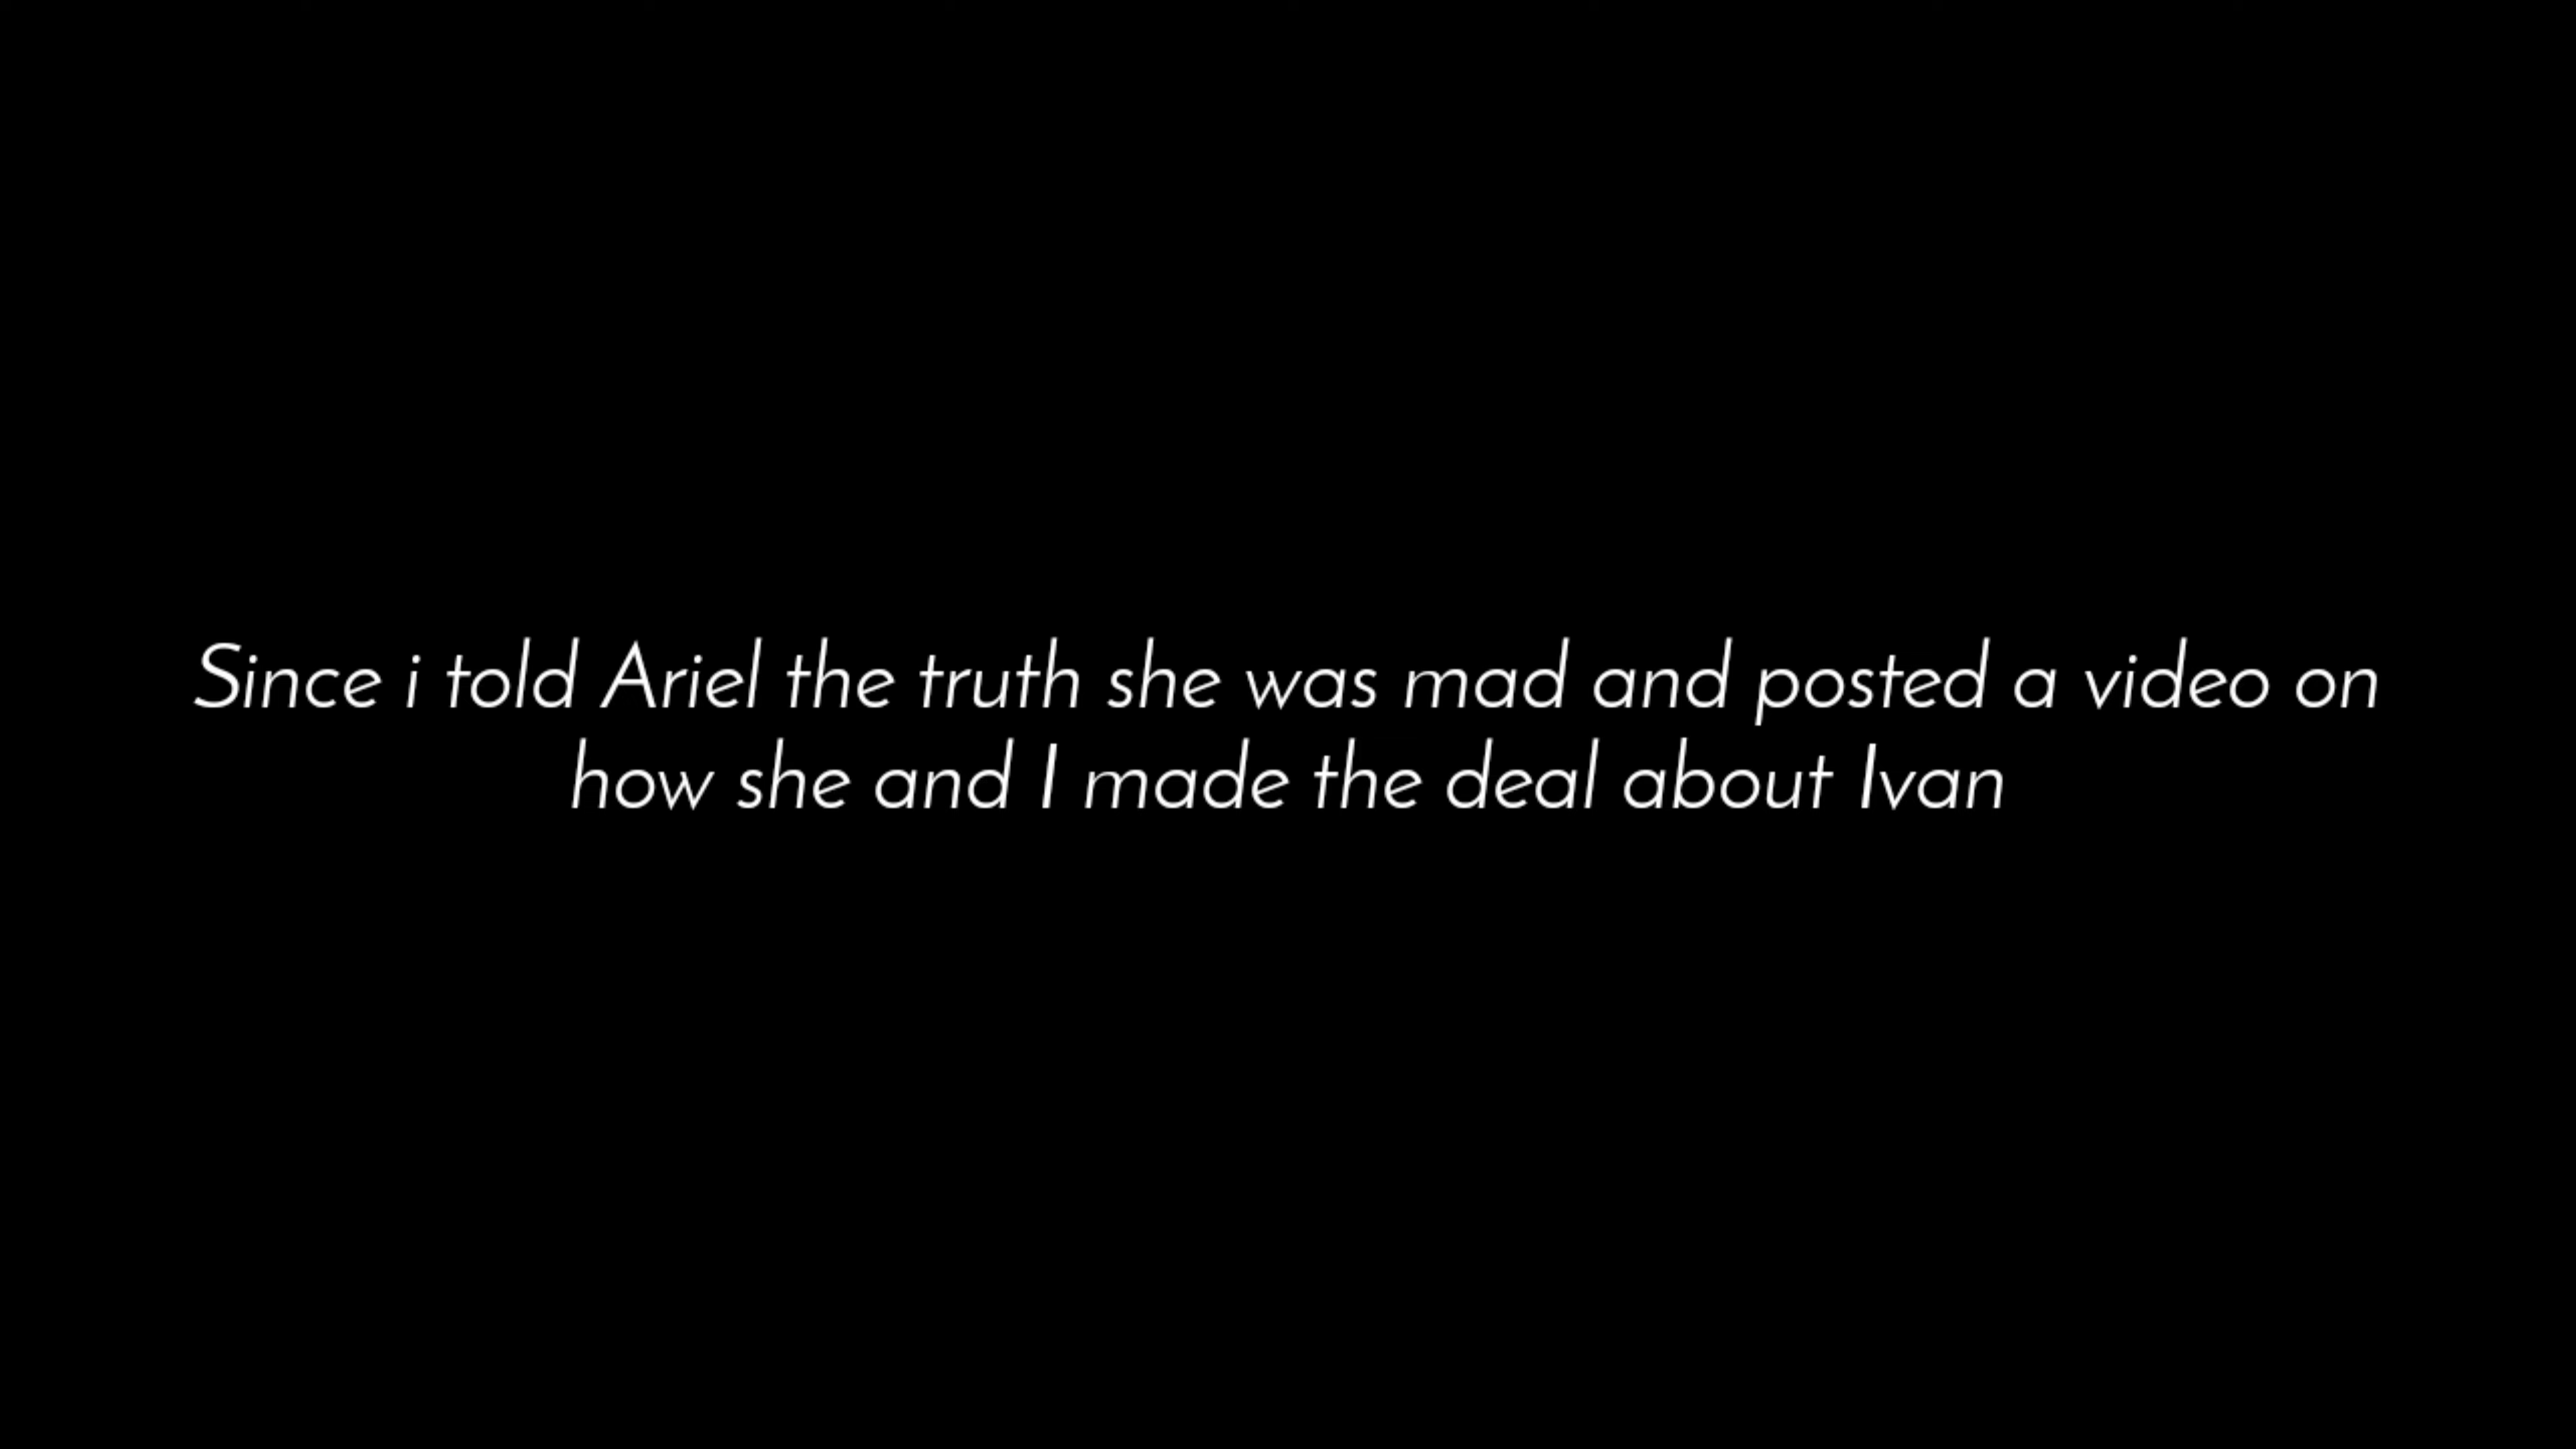 Since i told Ariel the truth she was mad and posted a video on
how she and I made the deal about Ivan